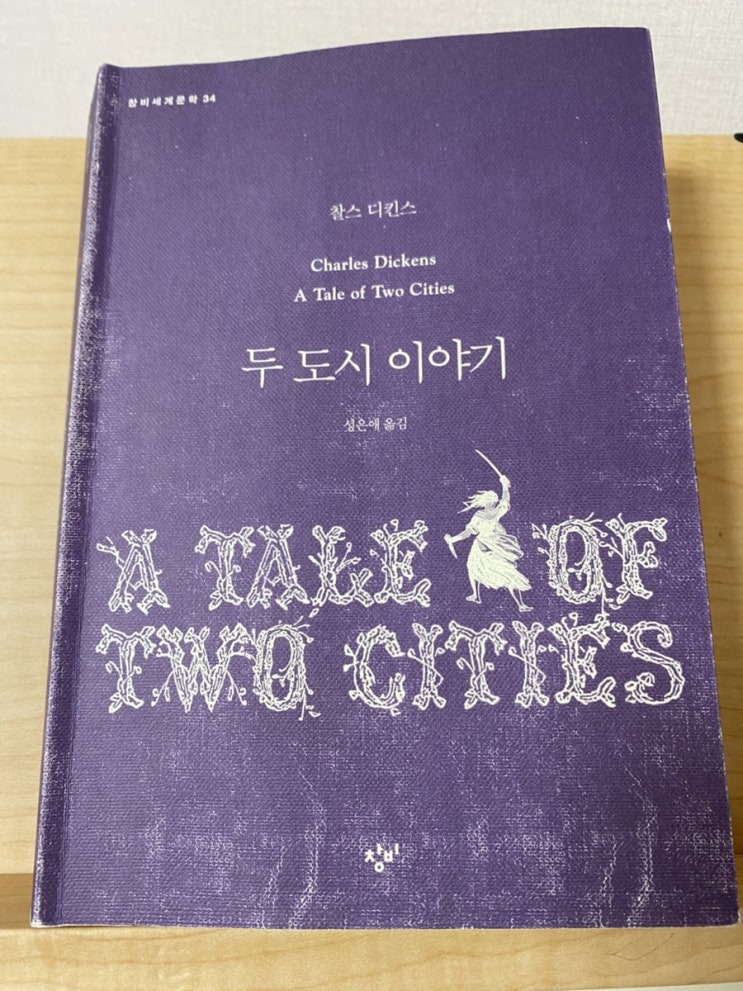 창비세계문학 34
찰스 디킨스
Charles Dickens
A Tale of Two Cities
두 도시 이야기
성은애 옮김
A TALE OF
TWO CITIES
창비